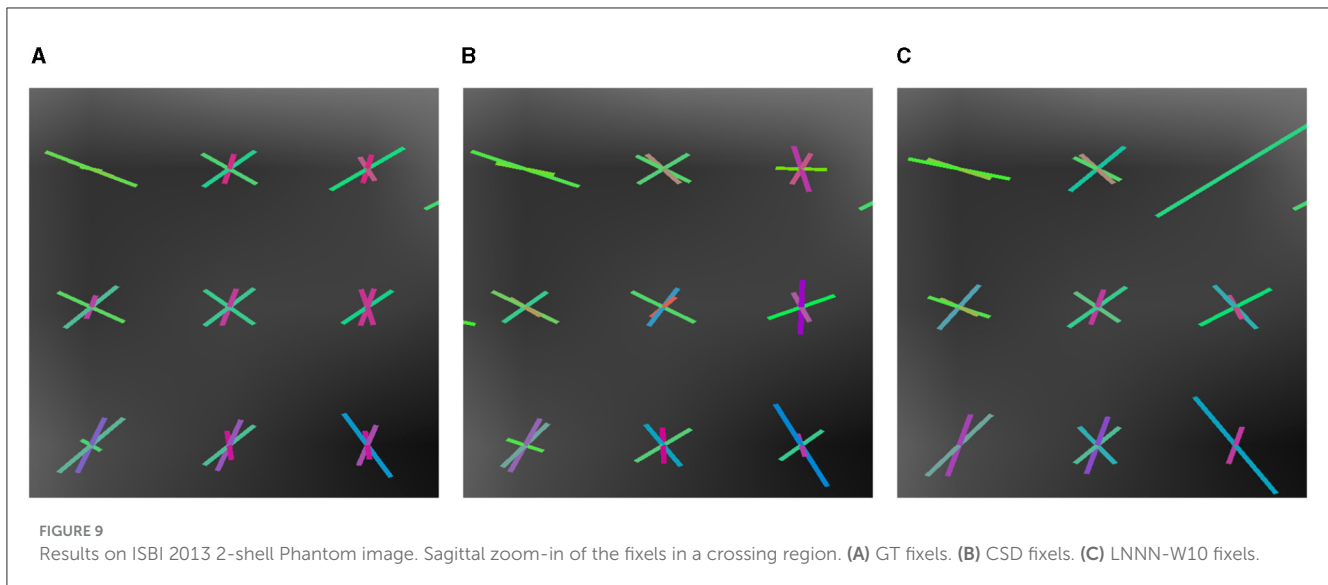 A
B
C
FIGURE 9
Results on ISBI 2013 2-shell Phantom image. Sagittal zoom-in of the fixels in a crossing region. (A) GT fixels. (B) CSD fixels. (C) LNNN-W10 fixels.